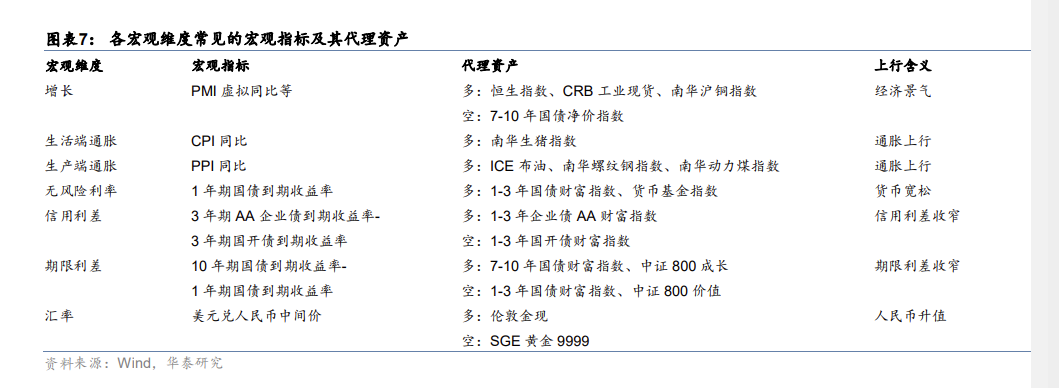 图表7： 各宏观维度常见的宏观指标及其代理资产
宏观维度 宏观指标 代理资产 上行含义
增长 PMI 虚拟同比等 多：恒生指数、CRB 工业现货、南华沪铜指数 经济景气
空：7-10 年国债净价指数
生活端通胀 CPI 同比 多：南华生猪指数 通胀上行
生产端通胀 PPI 同比 多：ICE 布油、南华螺纹钢指数、南华动力煤指数 通胀上行
无风险利率 1 年期国债到期收益率 多：1-3 年国债财富指数、货币基金指数 货币宽松
信用利差 3 年期 AA 企业债到期收益率- 多：1-3 年企业债 AA 财富指数 信用利差收窄
3 年期国开债到期收益率 空：1-3 年国开债财富指数
期限利差 10 年期国债到期收益率- 多：7-10 年国债财富指数、中证 800 成长 期限利差收窄
1 年期国债到期收益率 空：1-3 年国债财富指数、中证 800 价值
汇率 美元兑人民币中间价 多：伦敦金现 人民币升值
空：SGE 黄金 9999
资料来源：Wind，华泰研究